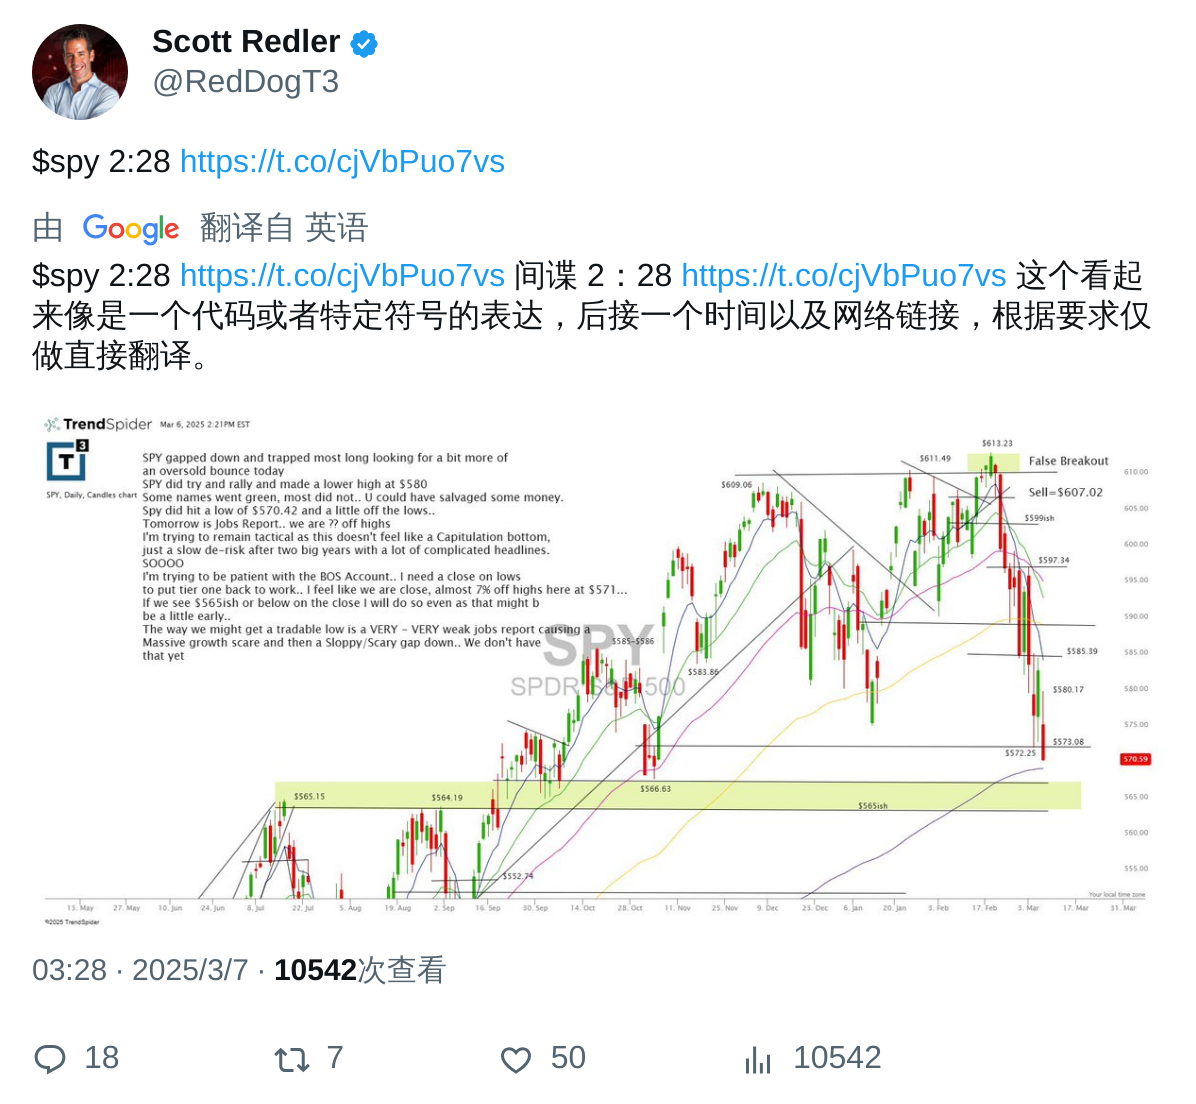 Scott Redler
@RedDogT3
$spy 2:28 https://t.co/cjVbPuo7vs
由 Google 翻译自 英语
$spy 2:28 https://t.co/cjVbPuo7vs 间谍 2：28 https://t.co/cjVbPuo7vs 这个看起
来像是一个代码或者特定符号的表达，后接一个时间以及网络链接，根据要求仅
做直接翻译。
TrendSpider Mar 6, 2025 2:21PM EST
T3
SPY, Daily, Candles chart
SPY gapped down and trapped most long looking for a bit more of
an oversold bounce today
SPY did try and rally and made a lower high at $580
Some names went green, most did not.. U could have salvaged some money.
Spy did hit a low of $570.42 and a little off the lows..
Tomorrow is Jobs Report.. we are ?? off highs
I'm trying to remain tactical as this doesn't feel like a Capitulation bottom,
just a slow de-risk after two big years with a lot of complicated headlines.
SOOOO
I'm trying to be patient with the BOS Account.. I need a close on lows
to put tier one back to work.. I feel like we are close, almost 7% off highs here at $571...
If we see $565ish or below on the close I will do so even as that might b
be a little early..
The way we might get a tradable low is a VERY - VERY weak jobs report causing a
Massive growth scare and then a Sloppy/Scary gap down.. We don't have
that yet
SPY
SPDR S&P 500
$613.23
$611.49
False Breakout
$609.06
Sell=$607.02
$599ish
$597.34
$585-$586
$585.39
$583.86
$580.17
$573.08
$572.25
$566.63
$565.15
$564.19
$565ish
$552.74
610.00
605.00
600.00
595.00
590.00
585.00
580.00
575.00
570.59
565.00
560.00
555.00
Your local time zone
13. May 27. May 10. Jun 24. Jun 8. Jul 22. Jul 5. Aug 19. Aug 2. Sep 16. Sep 30. Sep 14. Oct 28. Oct 11. Nov 25. Nov 9. Dec 23. Dec 6. Jan 20. Jan 3. Feb 17. Feb 3. Mar 17. Mar 31. Mar
©2025 TrendSpider
03:28 · 2025/3/7 · 10542次查看
18 7 50 10542